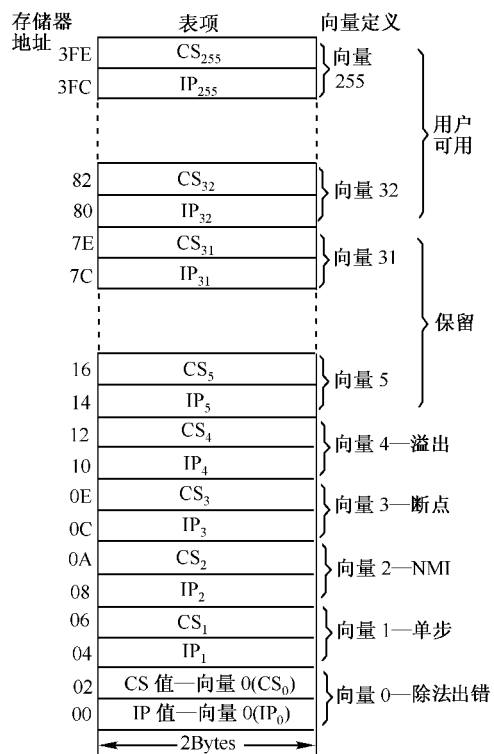 存储器地址 表项 向量定义
3FE CS₂₅₅ 向量 255
3FC IP₂₅₅
用户可用
82 CS₃₂ 向量 32
80 IP₃₂
7E CS₃₁ 向量 31
7C IP₃₁
保留
16 CS₅ 向量 5
14 IP₅
12 CS₄ 向量 4—溢出
10 IP₄
0E CS₃ 向量 3—断点
0C IP₃
0A CS₂ 向量 2—NMI
08 IP₂
06 CS₁ 向量 1—单步
04 IP₁
02 CS 值—向量 0(CS₀) 向量 0—除法出错
00 IP 值—向量 0(IP₀)
2Bytes